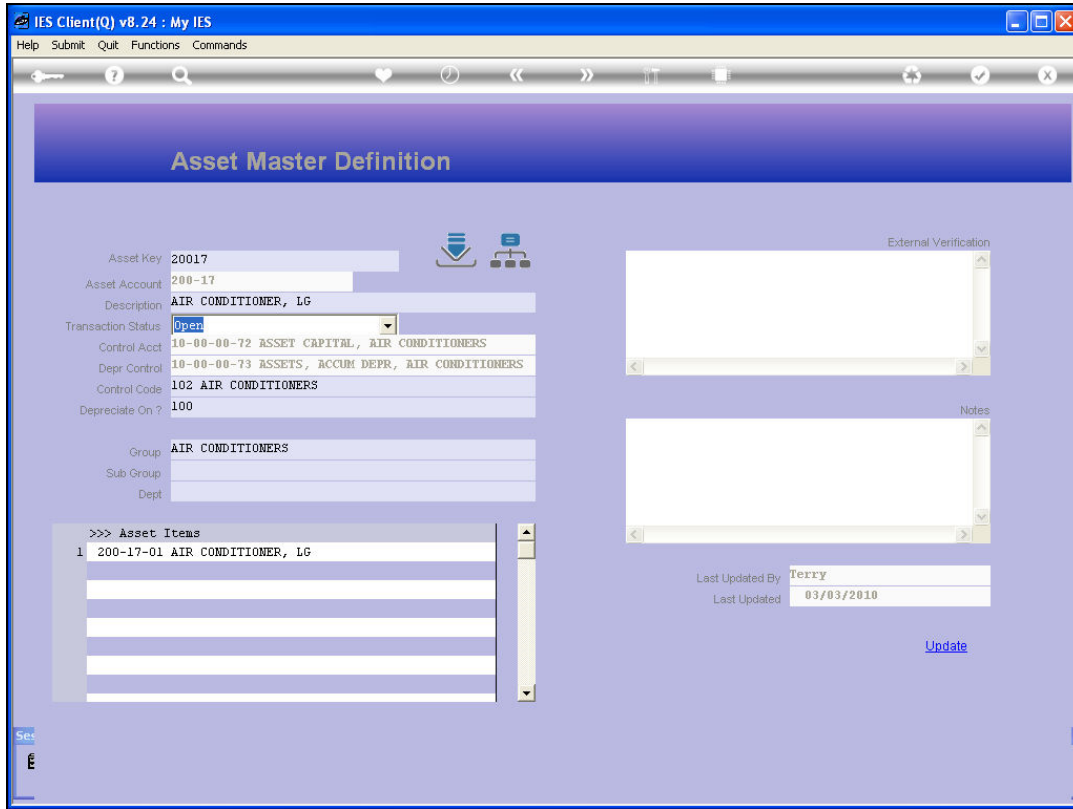 IES Client(Q) v8.24 : My IES
Help Submit Quit Functions Commands
Asset Master Definition
Asset Key 20017
Asset Account 200-17
Description AIR CONDITIONER, LG
Transaction Status Open
Control Acct 10-00-00-72 ASSET CAPITAL, AIR CONDITIONERS
Depr Control 10-00-00-73 ASSETS, ACCUM DEPR, AIR CONDITIONERS
Control Code 102 AIR CONDITIONERS
Depreciate On ? 100
Group AIR CONDITIONERS
Sub Group
Dept
>>> Asset Items
1 200-17-01 AIR CONDITIONER, LG
External Verification
Notes
Last Updated By Terry
Last Updated 03/03/2010
Update